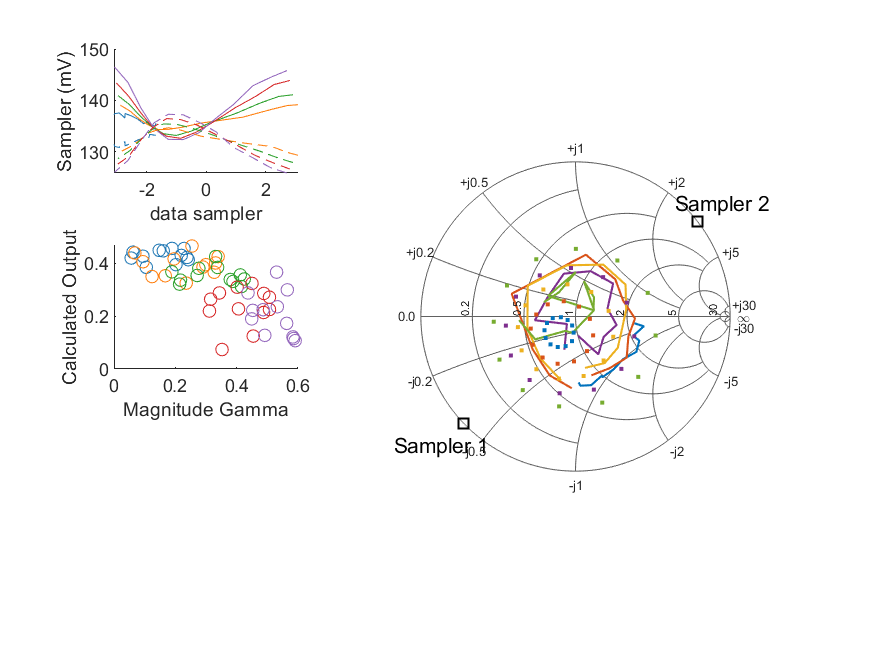 150
140
130
Sampler (mV)
-2 0 2
data sampler
0.4
0.2
0
Calculated Output
0 0.2 0.4 0.6
Magnitude Gamma
+j1
+j0.5
+j2
Sampler 2
+j0.2
+j5
0.0
0.2
0.5
1
2
5
30
+j30
∞
-j30
-j0.2
-j5
Sampler 1
-j0.5
-j2
-j1